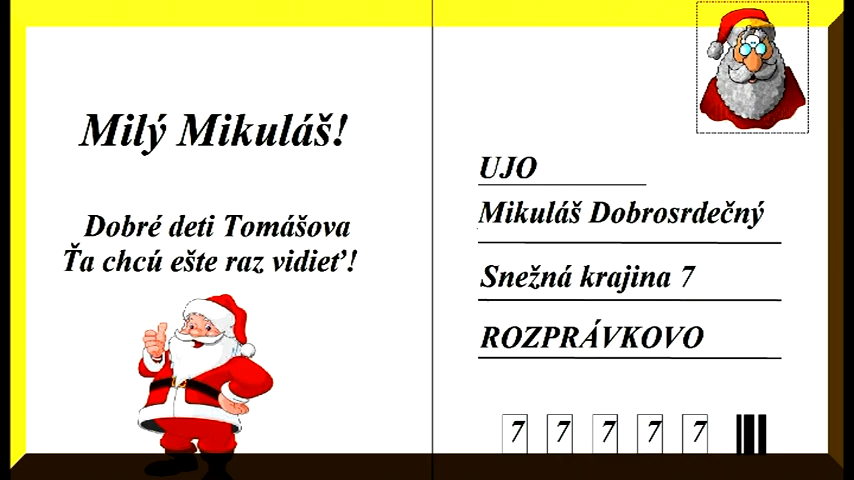 Milý Mikuláš!
Dobré deti Tomášova
Ťa chcú ešte raz vidieť!
UJO
Mikuláš Dobrosrdečný
Snežná krajina 7
ROZPRÁVKOVO
7 7 7 7 7